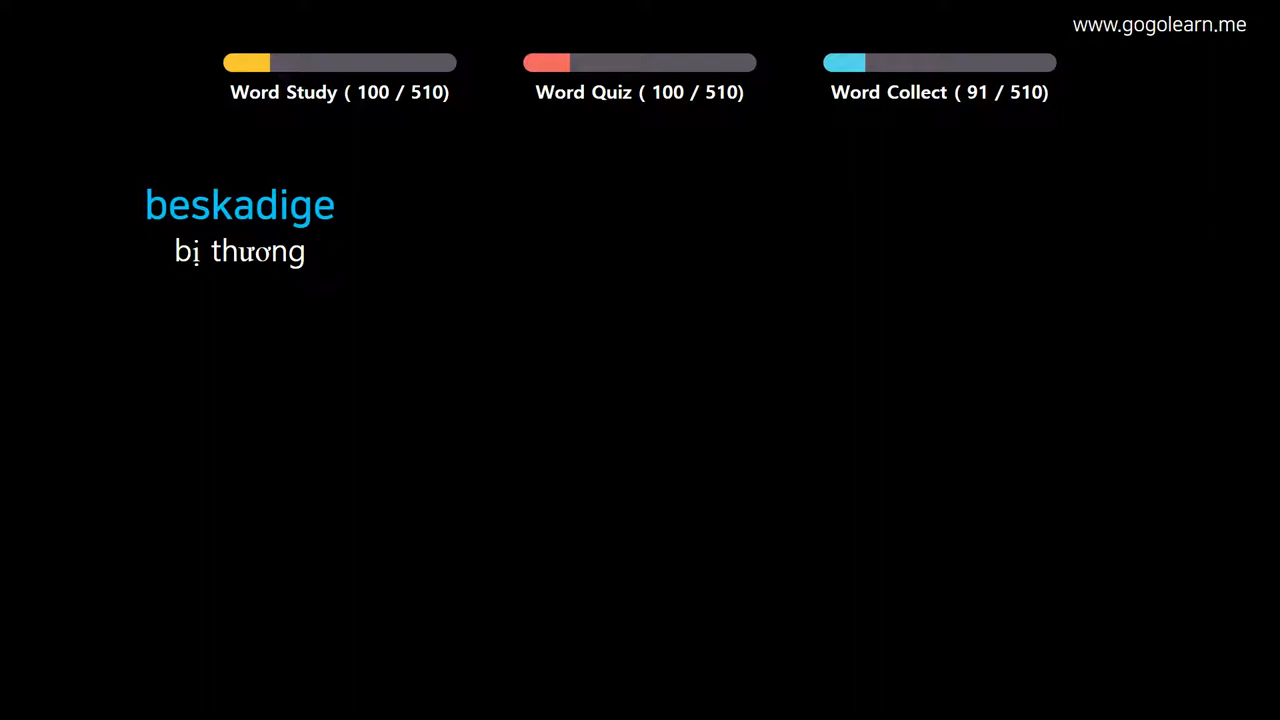 www.gogolearn.me
Word Study ( 100 / 510)
Word Quiz ( 100 / 510)
Word Collect ( 91 / 510)
beskadige
bị thương